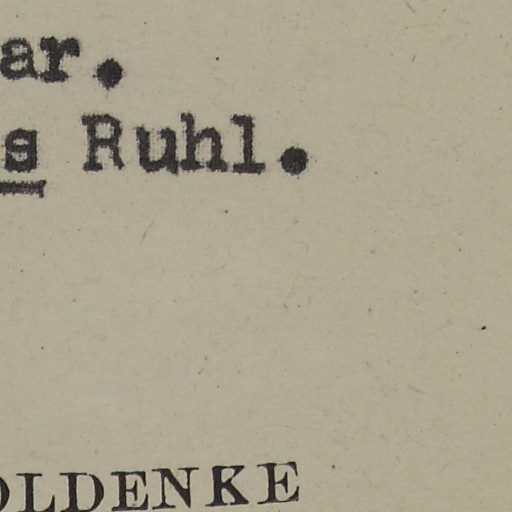 ar.
s Ruhl.
OLDENKE